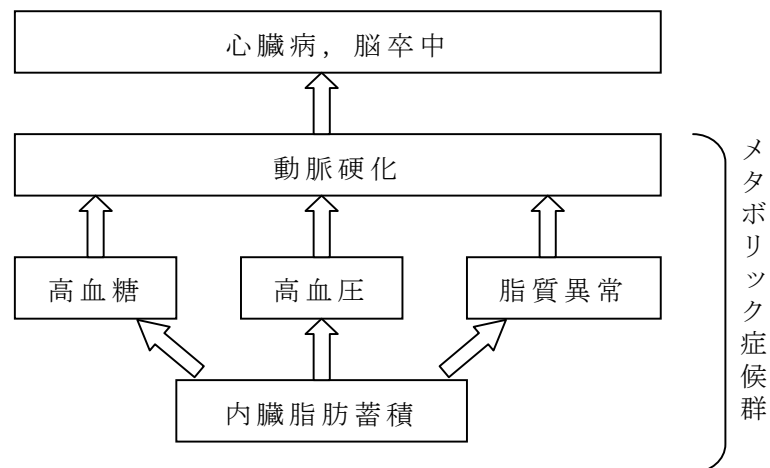 心臓病，脳卒中
動脈硬化
高血糖
高血圧
脂質異常
内臓脂肪蓄積
メタボリック症候群